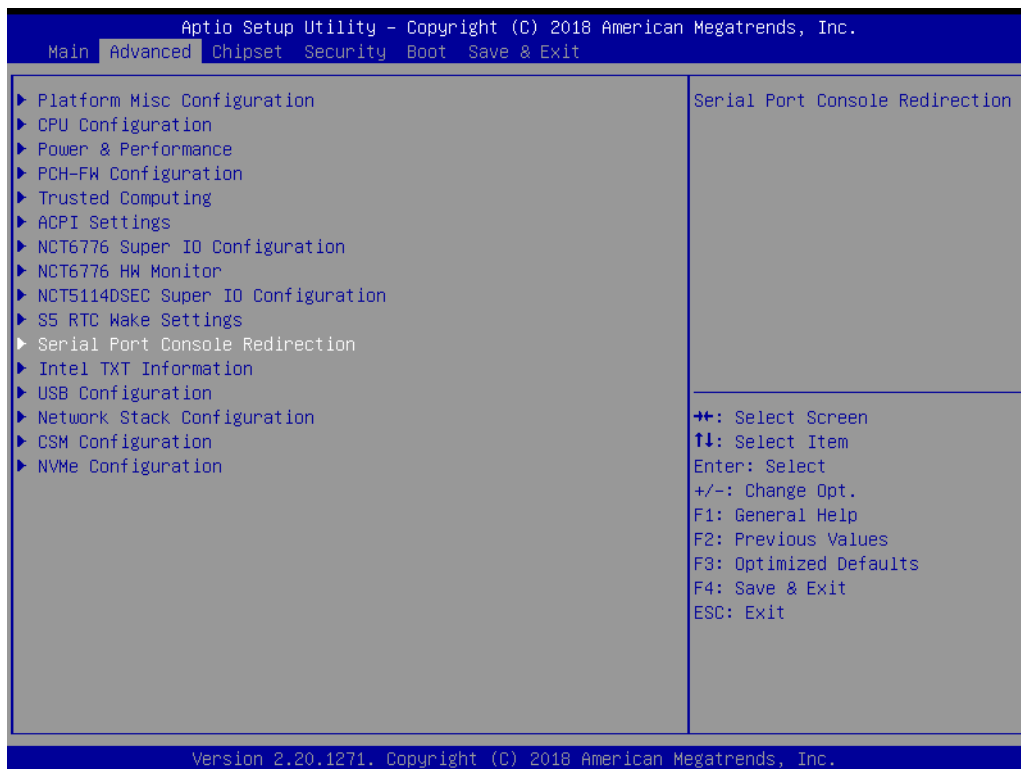 Aptio Setup Utility – Copyright (C) 2018 American Megatrends, Inc.
Main Advanced Chipset Security Boot Save & Exit
Platform Misc Configuration
CPU Configuration
Power & Performance
PCH-FW Configuration
Trusted Computing
ACPI Settings
NCT6776 Super IO Configuration
NCT6776 HW Monitor
NCT5114DSEC Super IO Configuration
S5 RTC Wake Settings
Serial Port Console Redirection
Intel TXT Information
USB Configuration
Network Stack Configuration
CSM Configuration
NVMe Configuration
Serial Port Console Redirection
→←: Select Screen
↑↓: Select Item
Enter: Select
+/-: Change Opt.
F1: General Help
F2: Previous Values
F3: Optimized Defaults
F4: Save & Exit
ESC: Exit
Version 2.20.1271. Copyright (C) 2018 American Megatrends, Inc.